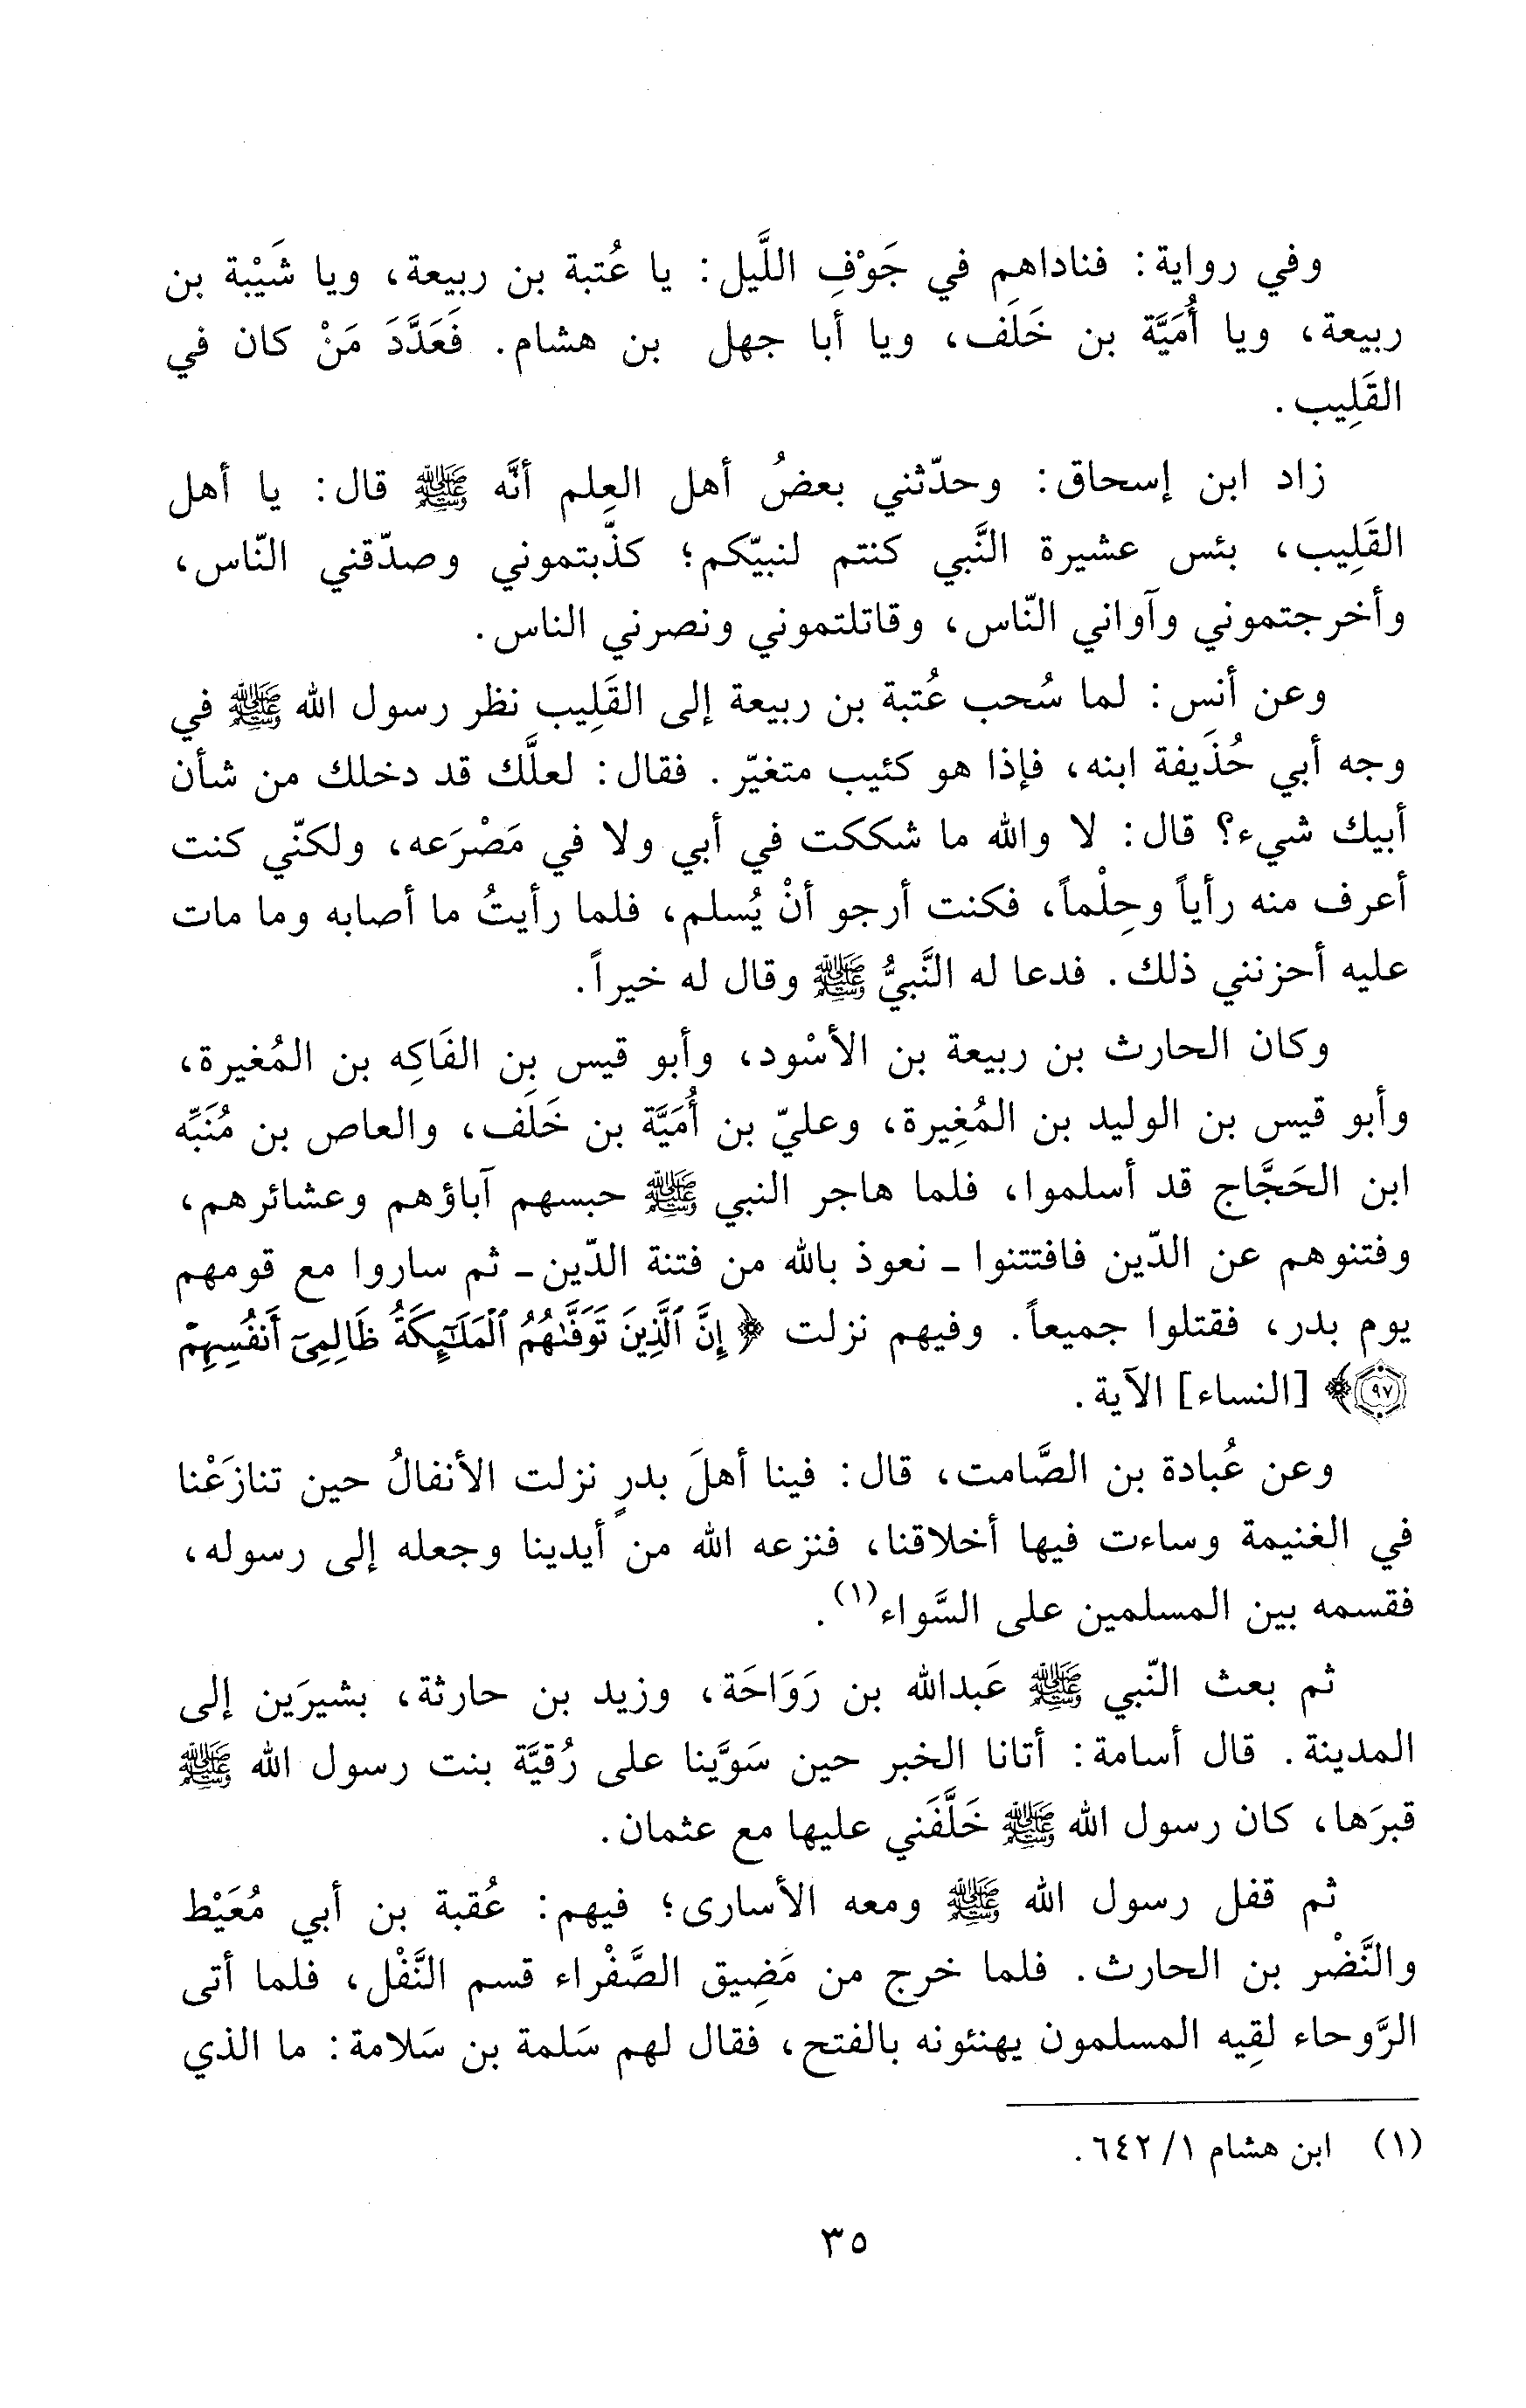 وفي رواية: فناداهم في جَوْفِ اللَّيل: يا عُتبة بن ربيعة، ويا شَيْبة بن
ربيعة، ويا أُمَيَّة بن خَلَف، ويا أبا جهل بن هشام. فَعَدَّدَ مَنْ كان في
القَلِيب.
زاد ابن إسحاق: وحدّثني بعضُ أهل العِلم أنَّه ﷺ قال: يا أهل
القَلِيب، بئس عشيرة النَّبي كنتم لنبيّكم؛ كذّبتموني وصدّقني النّاس،
وأخرجتموني وآواني النّاس، وقاتلتموني ونصرني الناس.
وعن أنس: لما سُحب عُتبة بن ربيعة إلى القَلِيب نظر رسول الله ﷺ في
وجه أبي حُذَيفة ابنه، فإذا هو كئيب متغيّر. فقال: لعلَّك قد دخلك من شأن
أبيك شيء؟ قال: لا والله ما شككت في أبي ولا في مَصْرَعه، ولكنّي كنت
أعرف منه رأياً وحِلْماً، فكنت أرجو أنْ يُسلم، فلما رأيتُ ما أصابه وما مات
عليه أحزنني ذلك. فدعا له النَّبيُّ ﷺ وقال له خيراً.
وكان الحارث بن ربيعة بن الأسْود، وأبو قيس بن الفَاكِه بن المُغيرة،
وأبو قيس بن الوليد بن المُغِيرة، وعليّ بن أُمَيَّة بن خَلَف، والعاص بن مُنَبِّه
ابن الحَجَّاج قد أسلموا، فلما هاجر النبي ﷺ حبسهم آباؤهم وعشائرهم،
وفتنوهم عن الدّين فافتتنوا - نعوذ بالله من فتنة الدّين - ثم ساروا مع قومهم
يوم بدر، فقتلوا جميعاً. وفيهم نزلت ﴿إِنَّ ٱلَّذِينَ تَوَفَّىٰهُمُ ٱلْمَلَـٰٓئِكَةُ ظَالِمِىٓ أَنفُسِهِمْ
٩٧﴾ [النساء] الآية.
وعن عُبادة بن الصَّامت، قال: فينا أهلَ بدرٍ نزلت الأنفالُ حين تنازَعْنا
في الغنيمة وساءت فيها أخلاقنا، فنزعه الله من أيدينا وجعله إلى رسوله،
فقسمه بين المسلمين على السَّواء(١).
ثم بعث النّبي ﷺ عَبدالله بن رَوَاحَة، وزيد بن حارثة، بشيرَين إلى
المدينة. قال أسامة: أتانا الخبر حين سَوَّينا على رُقيَّة بنت رسول الله ﷺ
قبرَها، كان رسول الله ﷺ خَلَّفَني عليها مع عثمان.
ثم قفل رسول الله ﷺ ومعه الأسارى؛ فيهم: عُقبة بن أبي مُعَيْط
والنَّضْر بن الحارث. فلما خرج من مَضِيق الصَّفْراء قسم النَّفْل، فلما أتى
الرَّوحاء لقِيه المسلمون يهنئونه بالفتح، فقال لهم سَلمة بن سَلامة: ما الذي
(١) ابن هشام ١/ ٦٤٢.
٣٥